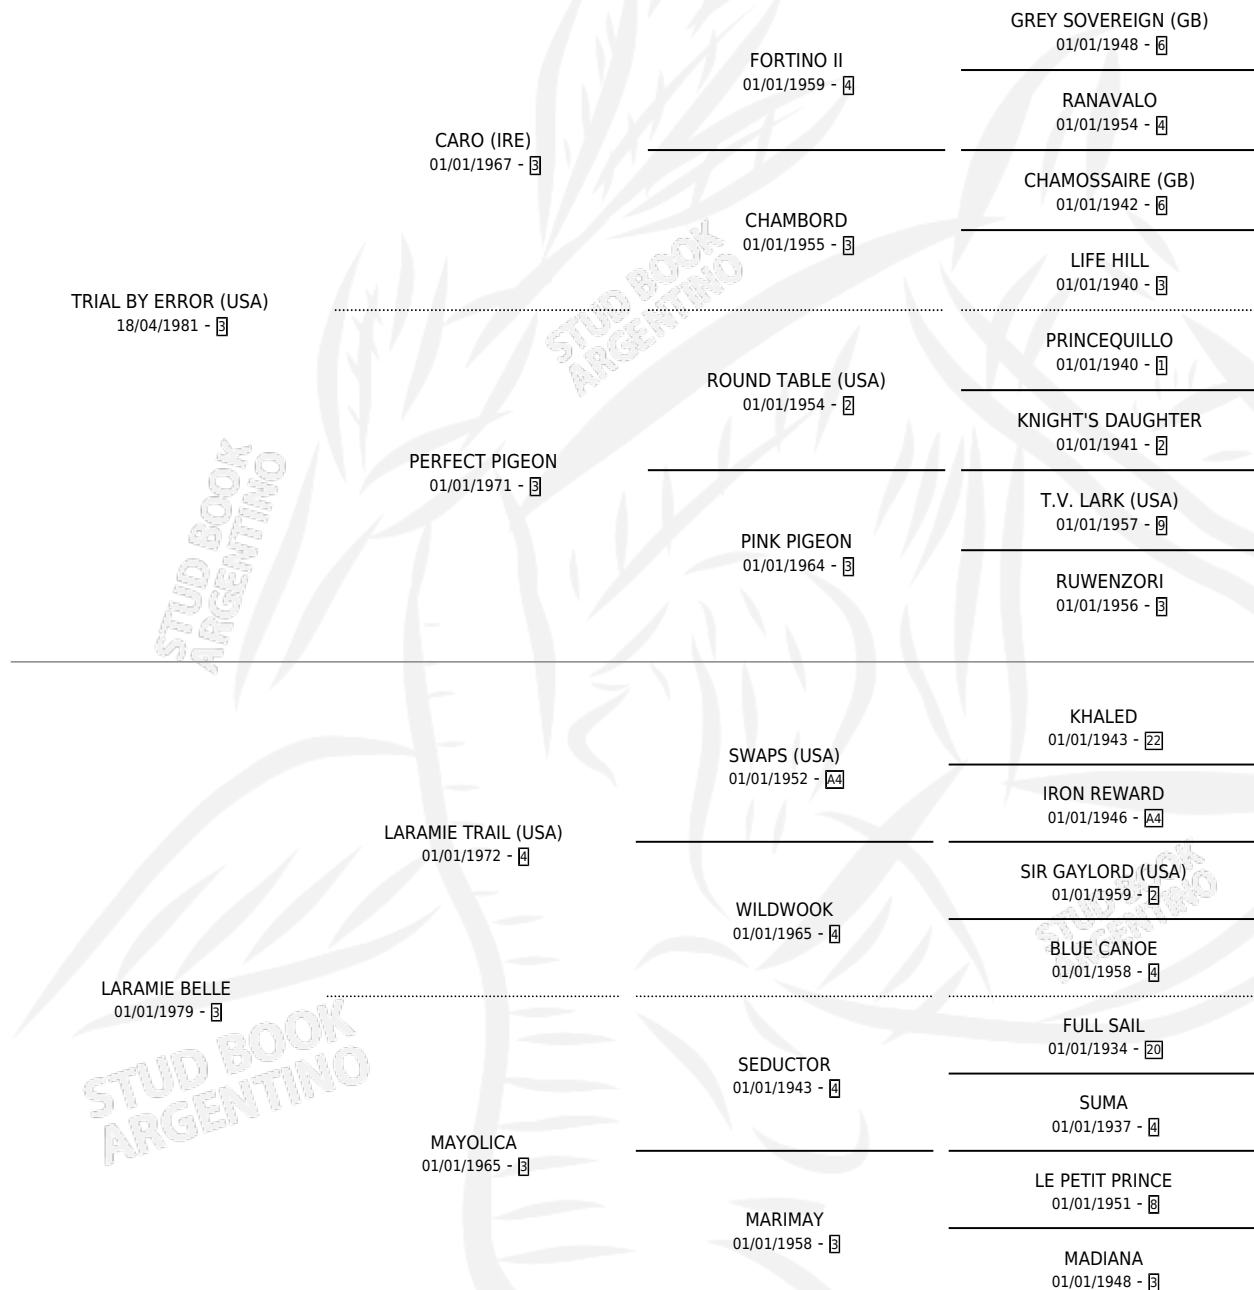 GREY SOVEREIGN (GB)
01/01/1948 - 6
FORTINO II
01/01/1959 - 4
RANAVALO
01/01/1954 - 4
CARO (IRE)
01/01/1967 - 3
CHAMOSSAIRE (GB)
01/01/1942 - 6
CHAMBORD
01/01/1955 - 3
LIFE HILL
01/01/1940 - 3
TRIAL BY ERROR (USA)
18/04/1981 - 3
STUD BOOK
ARGENTINO
PRINCEQUILLO
01/01/1940 - 1
ROUND TABLE (USA)
01/01/1954 - 2
KNIGHT'S DAUGHTER
01/01/1941 - 2
PERFECT PIGEON
01/01/1971 - 3
T.V. LARK (USA)
01/01/1957 - 9
PINK PIGEON
01/01/1964 - 3
RUWENZORI
01/01/1956 - 3
STUD BOOK
ARGENTINO
KHALED
01/01/1943 - 22
SWAPS (USA)
01/01/1952 - A4
IRON REWARD
01/01/1946 - A4
LARAMIE TRAIL (USA)
01/01/1972 - 4
SIR GAYLORD (USA)
01/01/1959 - 2
WILDWOOK
01/01/1965 - 4
STUD BOOK
ARGENTINO
BLUE CANOE
01/01/1958 - 4
LARAMIE BELLE
01/01/1979 - 3
STUD BOOK
ARGENTINO
FULL SAIL
01/01/1934 - 20
SEDUCTOR
01/01/1943 - 4
SUMA
01/01/1937 - 4
MAYOLICA
01/01/1965 - 3
LE PETIT PRINCE
01/01/1951 - 8
MARIMAY
01/01/1958 - 3
MADIANA
01/01/1948 - 3